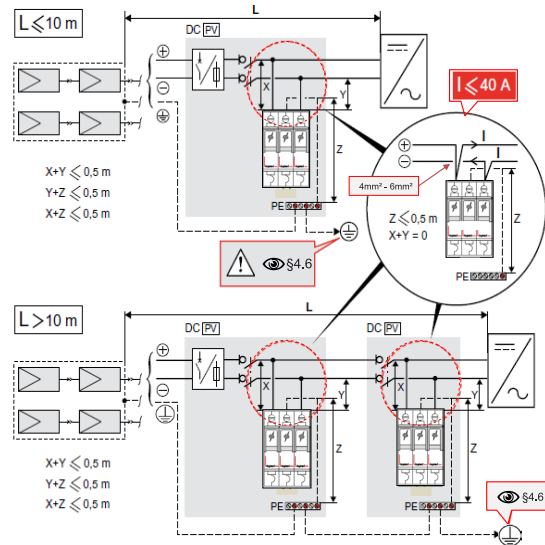 L ⩽ 10 m
L
DC PV
⊕
⊖
X
Y
Z
X+Y ⩽ 0,5 m
Y+Z ⩽ 0,5 m
X+Z ⩽ 0,5 m
PE
§4.6
I ⩽ 40 A
⊕
⊖
I
I
4mm² - 6mm²
Z ⩽ 0,5 m
X+Y = 0
Z
PE
L > 10 m
L
DC PV
DC PV
⊕
⊖
X
Y
Z
X
Y
Z
X+Y ⩽ 0,5 m
Y+Z ⩽ 0,5 m
X+Z ⩽ 0,5 m
PE
PE
§4.6